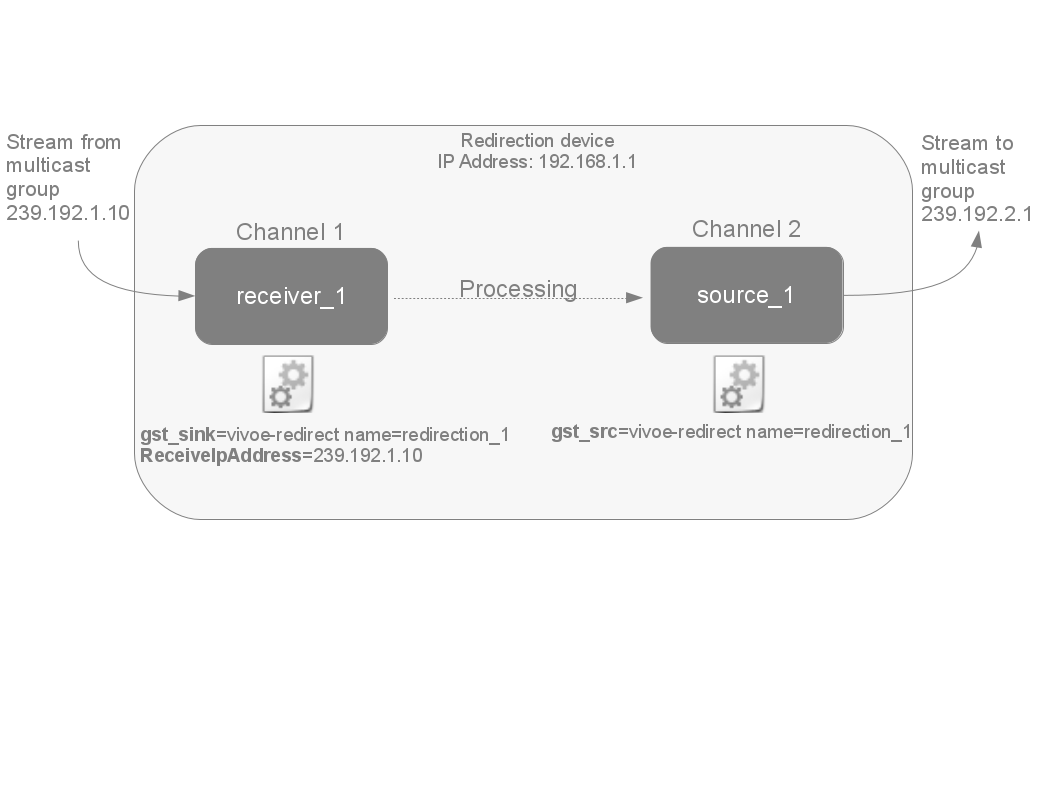 Stream from
multicast
group
239.192.1.10
Redirection device
IP Address: 192.168.1.1
Stream to
multicast
group
239.192.2.1
Channel 1
Channel 2
receiver_1
Processing
source_1
gst_sink=vivoe-redirect name=redirection_1
ReceiveIpAddress=239.192.1.10
gst_src=vivoe-redirect name=redirection_1